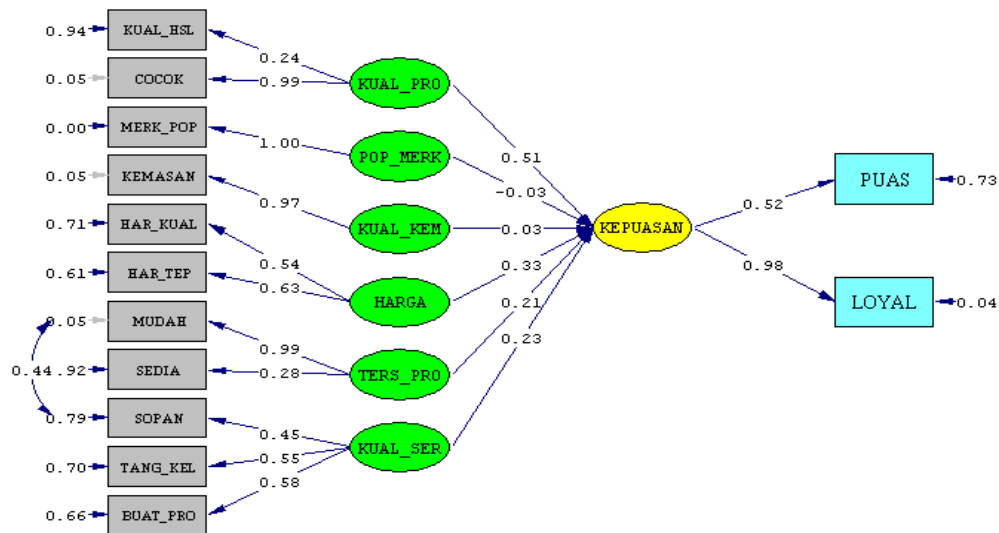 0.94 KUAL_HSL
0.24
0.05 COCOK 0.99 KUAL_PRO
0.00 MERK_POP 1.00 POP_MERK 0.51
0.05 KEMASAN 0.97 KUAL_KEM -0.03 PUAS 0.73
0.03 KEPUASAN 0.52
0.71 HAR_KUAL 0.54 0.33 0.98
0.61 HAR_TEP 0.63 HARGA 0.21 LOYAL 0.04
0.05 MUDAH 0.99 0.23
0.44 .92 SEDIA 0.28 TERS_PRO
0.79 SOPAN 0.45 KUAL_SER
0.70 TANG_KEL 0.55
0.58
0.66 BUAT_PRO